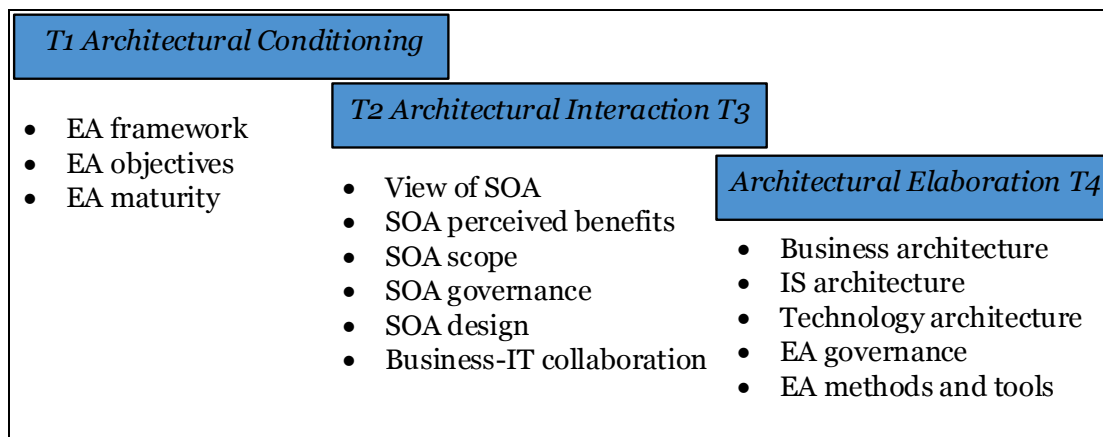 T1 Architectural Conditioning
• EA framework
• EA objectives
• EA maturity
T2 Architectural Interaction T3
• View of SOA
• SOA perceived benefits
• SOA scope
• SOA governance
• SOA design
• Business-IT collaboration
Architectural Elaboration T4
• Business architecture
• IS architecture
• Technology architecture
• EA governance
• EA methods and tools